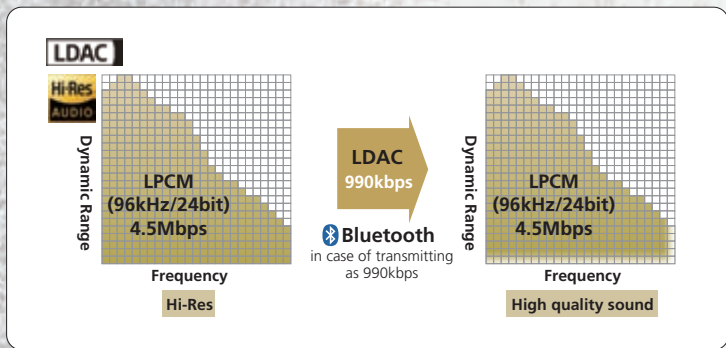 LDAC
Hi-Res
AUDIO
Dynamic Range
LPCM
(96kHz/24bit)
4.5Mbps
Frequency
Hi-Res
LDAC
990kbps
Bluetooth
in case of transmitting
as 990kbps
Dynamic Range
LPCM
(96kHz/24bit)
4.5Mbps
Frequency
High quality sound